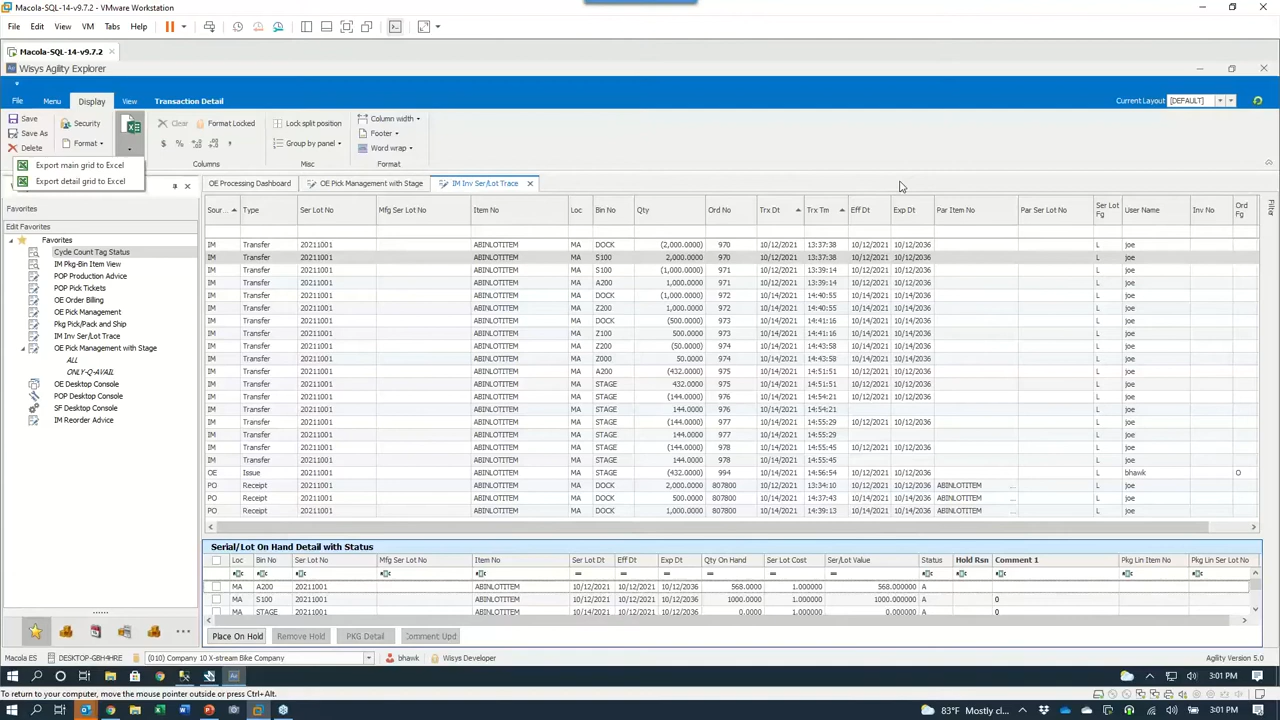 Macola-SQL-14-v9.7.2 - VMware Workstation
File Edit View VM Tabs Help
Macola-SQL-14-v9.7.2
Wisys Agility Explorer
File Menu Display View Transaction Detail Current Layout [DEFAULT]
Save Security Clear Format Locked Lock split position Column width
Save As Footer
Delete Format $ % Group by panel Word wrap
Columns Misc Format
Export main grid to Excel
Export detail grid to Excel
OE Processing Dashboard OE Pick Management with Stage IM Inv Ser/Lot Trace
Favorites
Edit Favorites
Favorites
Cycle Count Tag Status
IM Pkg-Bin Item View
POP Production Advice
POP Pick Tickets
OE Order Billing
OE Pick Management
Pkg Pick/Pack and Ship
IM Inv Ser/Lot Trace
OE Pick Management with Stage
ALL
ONLY-Q-AVAIL
OE Desktop Console
POP Desktop Console
SF Desktop Console
IM Reorder Advice
Sour... Type Ser Lot No Mfg Ser Lot No Item No Loc Bin No Qty Ord No Trx Dt Trx Tm Eff Dt Exp Dt Par Item No Par Ser Lot No Ser Lot Fg User Name Inv No Ord Fg
Filter
IM Transfer 20211001 ABINLOTITEM MA DOCK (2,000.0000) 970 10/12/2021 13:37:38 10/12/2021 10/12/2036 L joe
IM Transfer 20211001 ABINLOTITEM MA S100 2,000.0000 970 10/12/2021 13:37:38 10/12/2021 10/12/2036 L joe
IM Transfer 20211001 ABINLOTITEM MA S100 (1,000.0000) 971 10/12/2021 13:39:14 10/12/2021 10/12/2036 L joe
IM Transfer 20211001 ABINLOTITEM MA A200 1,000.0000 971 10/12/2021 13:39:14 10/12/2021 10/12/2036 L joe
IM Transfer 20211001 ABINLOTITEM MA DOCK (1,000.0000) 972 10/14/2021 14:40:55 10/14/2021 10/14/2036 L joe
IM Transfer 20211001 ABINLOTITEM MA Z200 1,000.0000 972 10/14/2021 14:40:55 10/14/2021 10/14/2036 L joe
IM Transfer 20211001 ABINLOTITEM MA DOCK (500.0000) 973 10/14/2021 14:41:16 10/14/2021 10/14/2036 L joe
IM Transfer 20211001 ABINLOTITEM MA Z100 500.0000 973 10/14/2021 14:41:16 10/14/2021 10/14/2036 L joe
IM Transfer 20211001 ABINLOTITEM MA Z200 (50.0000) 974 10/14/2021 14:43:58 10/14/2021 10/14/2036 L joe
IM Transfer 20211001 ABINLOTITEM MA Z000 50.0000 974 10/14/2021 14:43:58 10/14/2021 10/14/2036 L joe
IM Transfer 20211001 ABINLOTITEM MA A200 (432.0000) 975 10/14/2021 14:51:51 10/12/2021 10/12/2036 L joe
IM Transfer 20211001 ABINLOTITEM MA STAGE 432.0000 975 10/14/2021 14:51:51 10/12/2021 10/12/2036 L joe
IM Transfer 20211001 ABINLOTITEM MA STAGE (144.0000) 976 10/14/2021 14:54:21 10/12/2021 10/12/2036 L joe
IM Transfer 20211001 ABINLOTITEM MA STAGE 144.0000 976 10/14/2021 14:54:21 L joe
IM Transfer 20211001 ABINLOTITEM MA STAGE (144.0000) 977 10/14/2021 14:55:29 10/12/2021 10/12/2036 L joe
IM Transfer 20211001 ABINLOTITEM MA STAGE 144.0000 977 10/14/2021 14:55:29 L joe
IM Transfer 20211001 ABINLOTITEM MA STAGE (144.0000) 978 10/14/2021 14:55:45 10/12/2021 10/12/2036 L joe
IM Transfer 20211001 ABINLOTITEM MA STAGE 144.0000 978 10/14/2021 14:55:45 L joe
OE Issue 20211001 ABINLOTITEM MA STAGE (432.0000) 994 10/14/2021 14:56:54 10/12/2021 10/12/2036 L bhawk O
PO Receipt 20211001 ABINLOTITEM MA DOCK 2,000.0000 807800 10/12/2021 13:34:10 10/12/2021 10/12/2036 ABINLOTITEM ... L joe
PO Receipt 20211001 ABINLOTITEM MA DOCK 500.0000 807800 10/14/2021 14:37:43 10/14/2021 10/14/2036 ABINLOTITEM ... L joe
PO Receipt 20211001 ABINLOTITEM MA DOCK 1,000.0000 807800 10/14/2021 14:39:13 10/14/2021 10/14/2036 ABINLOTITEM ... L joe
Serial/Lot On Hand Detail with Status
Loc Bin No Ser Lot No Mfg Ser Lot No Item No Ser Lot Dt Eff Dt Exp Dt Qty On Hand Ser Lot Cost Ser/Lot Value Status Hold Rsn Comment 1 Pkg Lin Item No Pkg Lin Ser Lot No
MA A200 20211001 ABINLOTITEM 10/12/2021 10/12/2021 10/12/2036 568.0000 1.000000 568.000000 A
MA S100 20211001 ABINLOTITEM 10/12/2021 10/12/2021 10/12/2036 1000.0000 1.000000 1000.000000 A 0
MA STAGE 20211001 ABINLOTITEM 10/14/2021 10/12/2021 10/12/2036 0.0000 1.000000 0.000000 A 0
Place On Hold Remove Hold PKG Detail Comment Upd
Macola ES DESKTOP-GBH4HRE (010) Company 10 X-stream Bike Company bhawk Wisys Developer Agility Version 5.0
3:01 PM
To return to your computer, move the mouse pointer outside or press Ctrl+Alt.
83°F Mostly cl... 3:01 PM